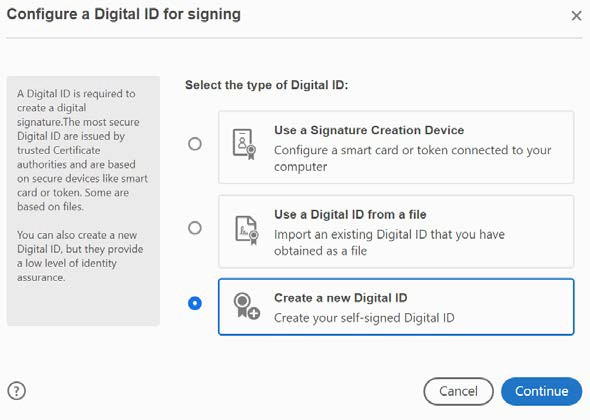 Configure a Digital ID for signing
A Digital ID is required to
create a digital
signature.The most secure
Digital ID are issued by
trusted Certificate
authorities and are based
on secure devices like smart
card or token. Some are
based on files.
You can also create a new
Digital ID, but they provide
a low level of identity
assurance.
Select the type of Digital ID:
Use a Signature Creation Device
Configure a smart card or token connected to your
computer
Use a Digital ID from a file
Import an existing Digital ID that you have
obtained as a file
Create a new Digital ID
Create your self-signed Digital ID
?
Cancel
Continue